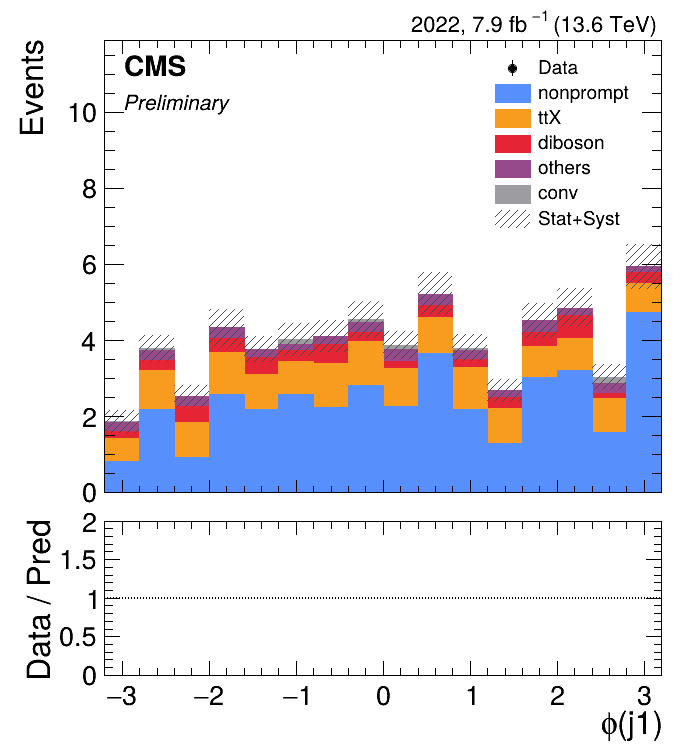 2022, 7.9 fb⁻¹ (13.6 TeV)
CMS
Preliminary
Events
Data
nonprompt
ttX
diboson
others
conv
Stat+Syst
10
8
6
4
2
0
Data / Pred
2
1.5
1
0.5
0
−3 −2 −1 0 1 2 3
ϕ(j1)